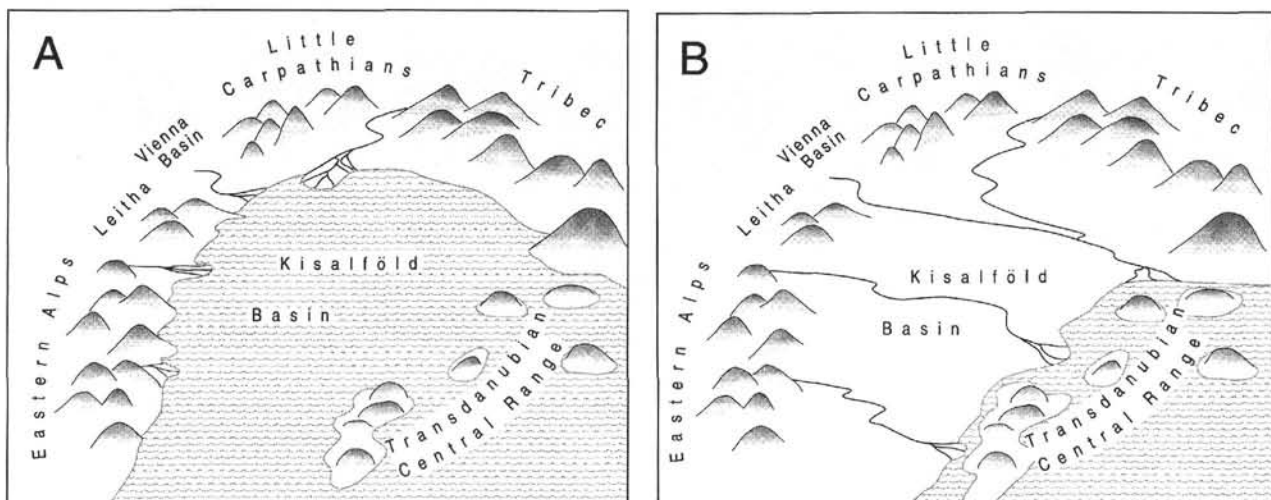 A
Little
Carpathians
Tribec
Vienna
Basin
Leitha
Eastern Alps
Kisalföld
Basin
Transdanubian
Central Range
B
Little
Carpathians
Tribec
Vienna
Basin
Leitha
Eastern Alps
Kisalföld
Basin
Transdanubian
Central Range